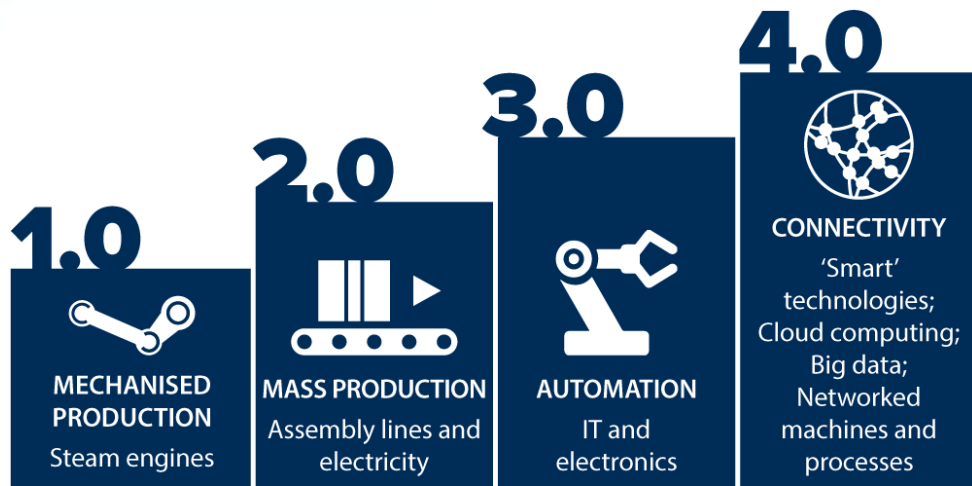 1.0
MECHANISED
PRODUCTION
Steam engines
2.0
MASS PRODUCTION
Assembly lines and
electricity
3.0
AUTOMATION
IT and
electronics
4.0
CONNECTIVITY
‘Smart’
technologies;
Cloud computing;
Big data;
Networked
machines and
processes